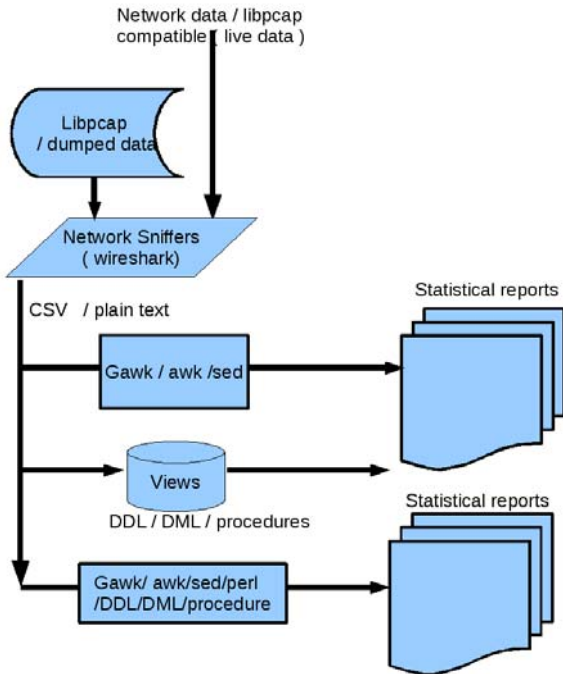 Network data / libpcap
compatible ( live data )
Libpcap
/ dumped data
Network Sniffers
( wireshark)
CSV / plain text
Statistical reports
Gawk / awk /sed
Views
DDL / DML / procedures
Statistical reports
Gawk/ awk/sed/perl
/DDL/DML/procedure